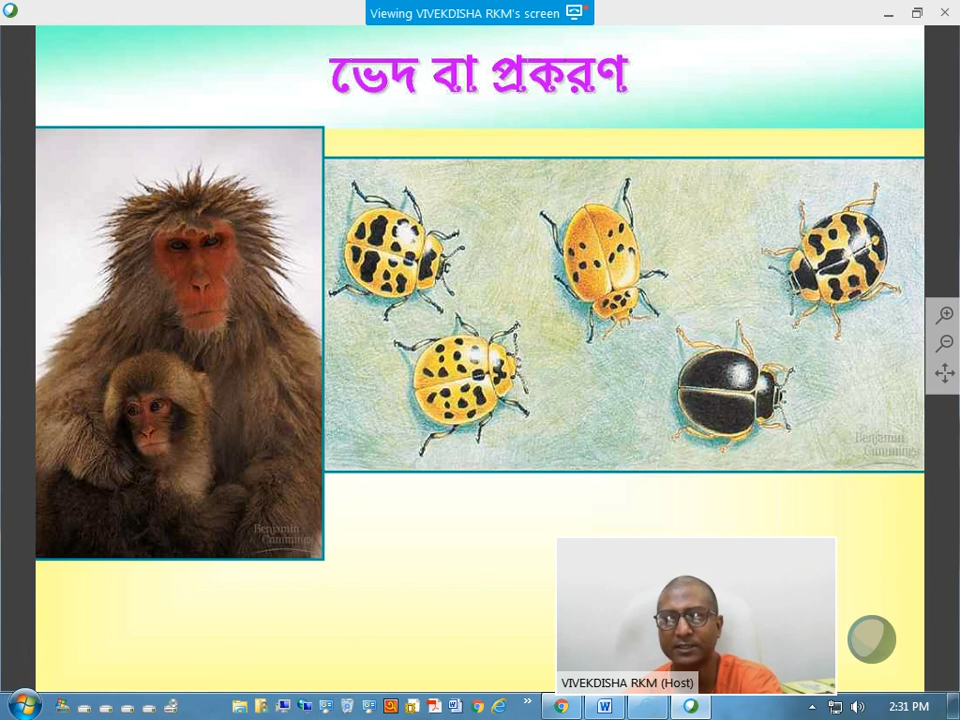 Viewing VIVEKDISHA RKM's screen
ভেদ বা প্রকরণ
Benjamin
Cummings
Benjamin
Cummings
VIVEKDISHA RKM (Host)
2:31 PM